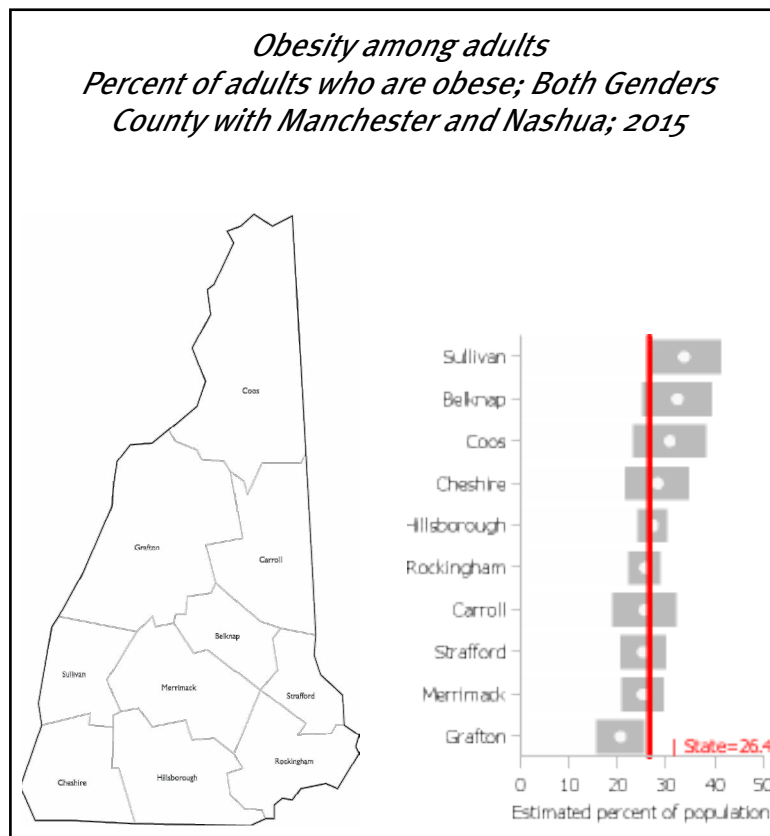 Obesity among adults
Percent of adults who are obese; Both Genders
County with Manchester and Nashua; 2015
Coos
Grafton
Carroll
Belknap
Sullivan
Merrimack
Strafford
Rockingham
Cheshire
Hillsborough
Sullivan
Belknap
Coos
Cheshire
Hillsborough
Rockingham
Carroll
Strafford
Merrimack
Grafton
State=26.4
0 10 20 30 40 50
Estimated percent of population